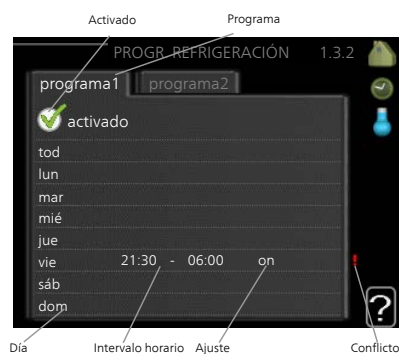 Activado Programa
PROGR. REFRIGERACIÓN 1.3.2
programa1 programa2
activado
tod
lun
mar
mié
jue
vie 21:30 - 06:00 on !
sáb
dom
?
Día Intervalo horario Ajuste Conflicto